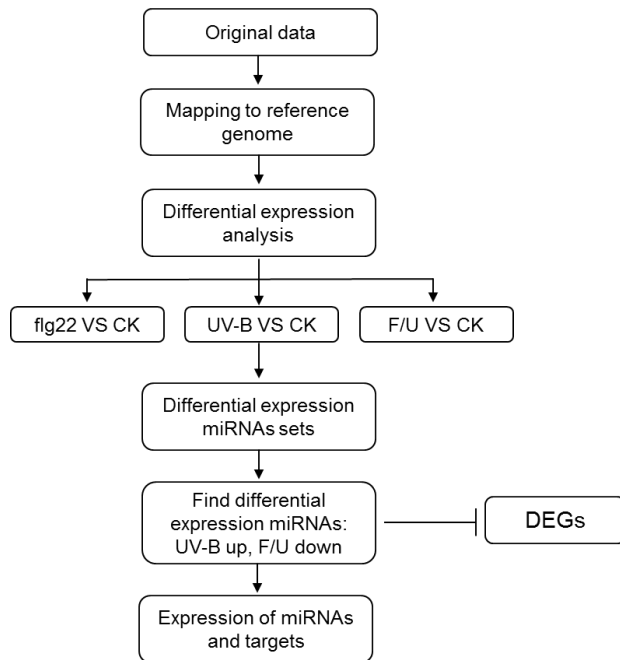 Original data
Mapping to reference
genome
Differential expression
analysis
flg22 VS CK
UV-B VS CK
F/U VS CK
Differential expression
miRNAs sets
Find differential
expression miRNAs:
UV-B up, F/U down
DEGs
Expression of miRNAs
and targets